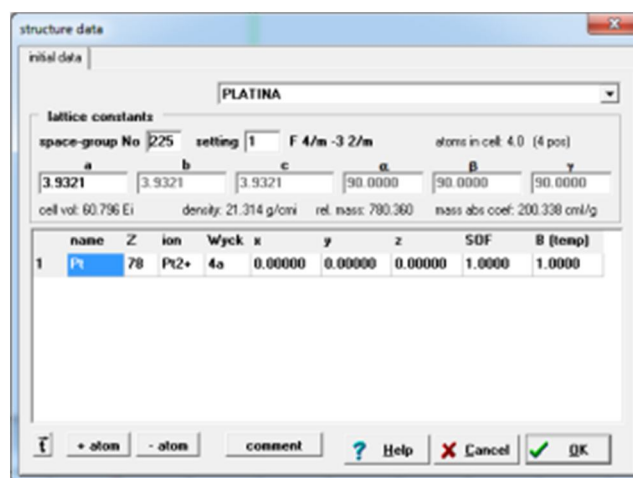 structure data
initial data
PLATINA
lattice constants
space-group No 225 setting 1 F 4/m -3 2/m atoms in cell: 4.0 (4 pos)
a b c α β γ
3.9321 3.9321 3.9321 90.0000 90.0000 90.0000
cell vol: 60.796 Ei density: 21.314 g/cmi rel. mass: 780.360 mass abs coef: 200.338 cml/g
name Z ion Wyck x y z SOF B (temp)
1 Pt 78 Pt2+ 4a 0.00000 0.00000 0.00000 1.0000 1.0000
t + atom - atom comment ? Help Cancel OK